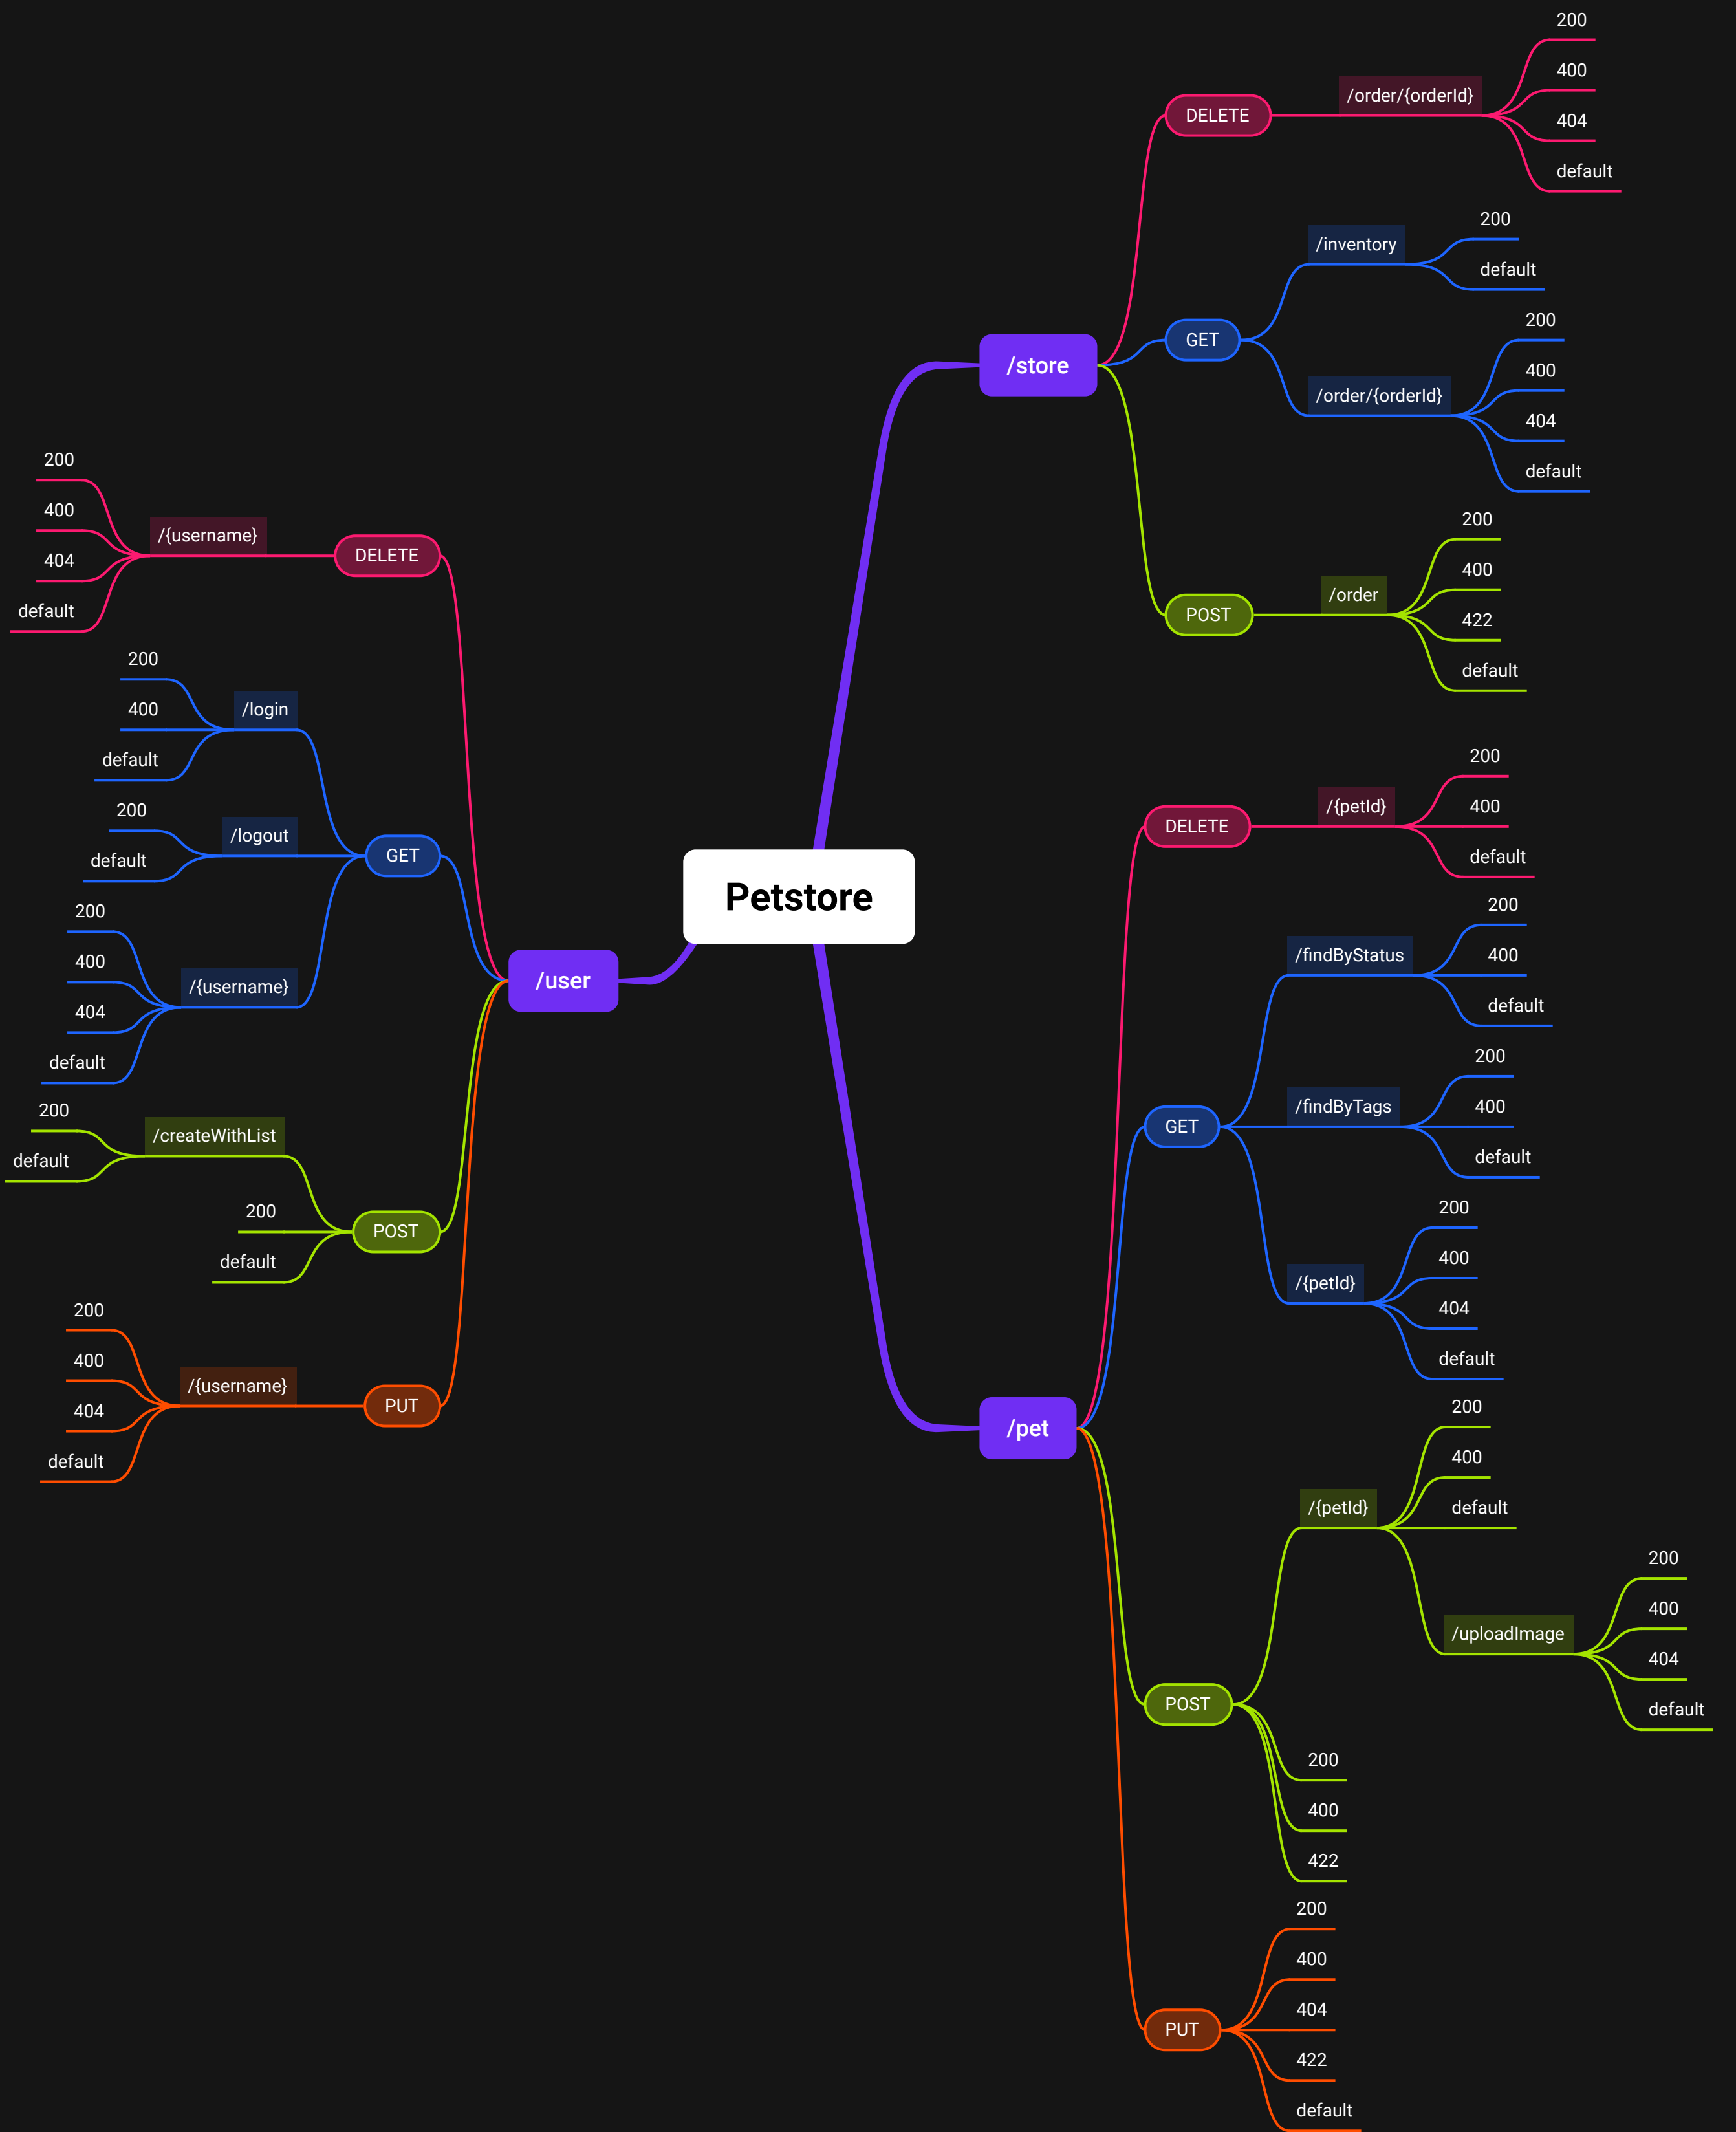 Petstore
/store
DELETE
/order/{orderId}
200
400
404
default
GET
/inventory
200
default
/order/{orderId}
200
400
404
default
POST
/order
200
400
422
default
/pet
DELETE
/{petId}
200
400
default
GET
/findByStatus
200
400
default
/findByTags
200
400
default
/{petId}
200
400
404
default
POST
/{petId}
200
400
default
/uploadImage
200
400
404
default
200
400
422
PUT
200
400
404
422
default
/user
DELETE
/{username}
200
400
404
default
GET
/login
200
400
default
/logout
200
default
/{username}
200
400
404
default
POST
/createWithList
200
default
200
default
PUT
/{username}
200
400
404
default